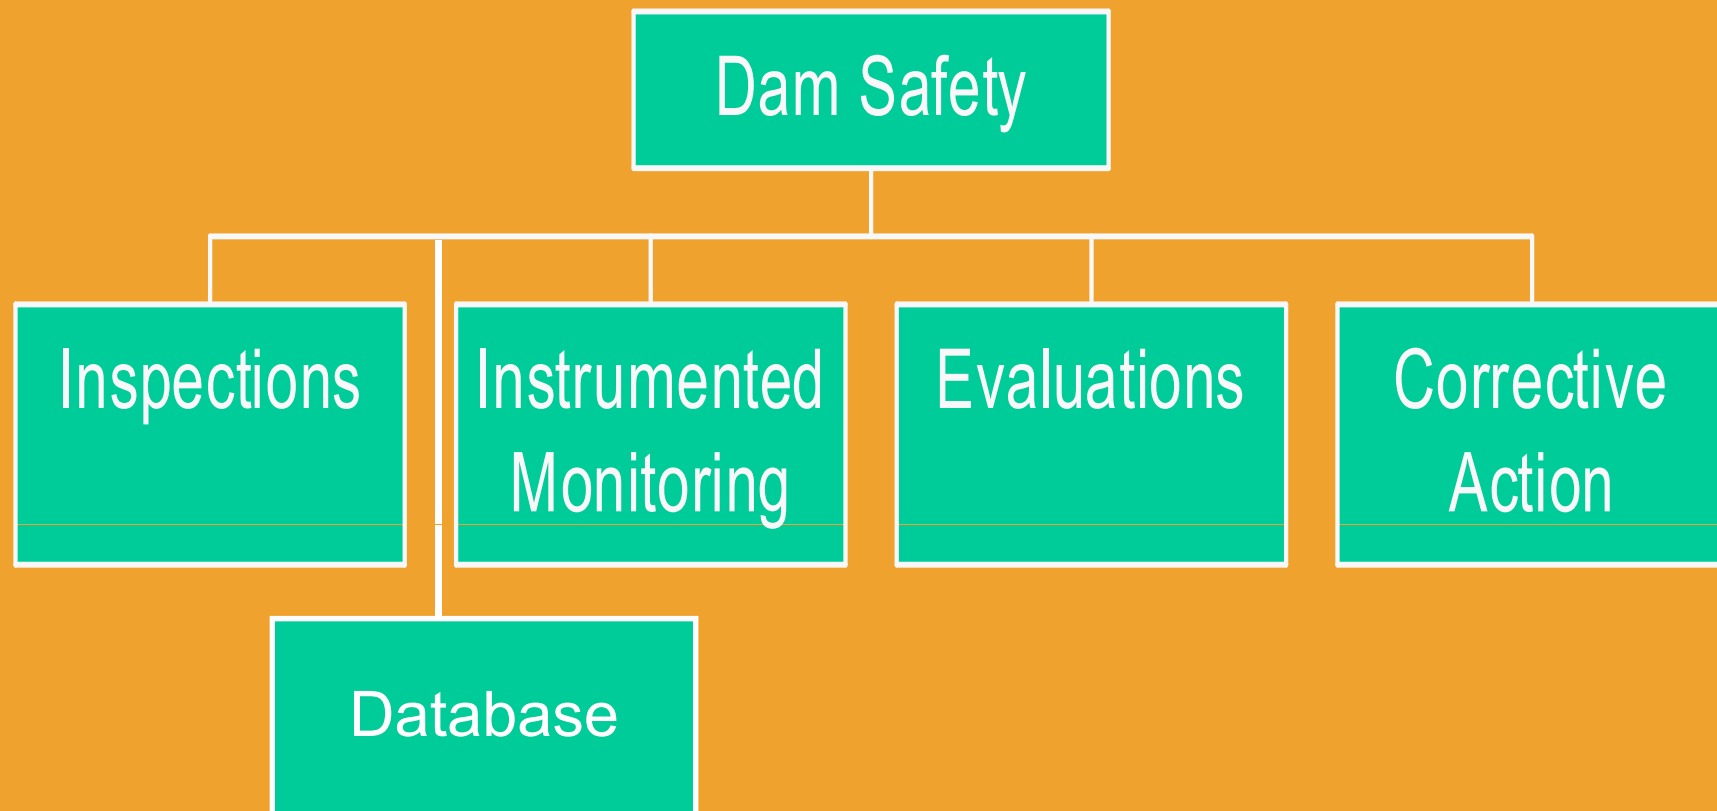 Dam Safety
Inspections
Instrumented
Monitoring
Evaluations
Corrective
Action
Database